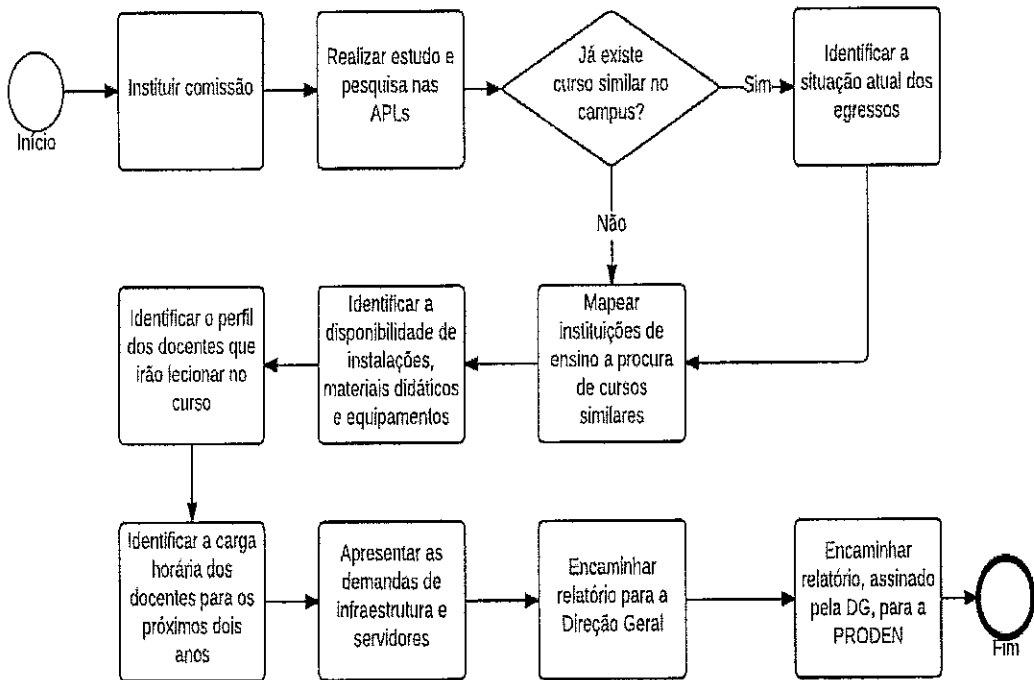 Início
Instituir comissão
Realizar estudo e
pesquisa nas
APLs
Já existe
curso similar no
campus?
Sim
Identificar a
situação atual dos
egressos
Não
Mapear
instituições de
ensino a procura
de cursos
similares
Identificar a
disponibilidade de
instalações,
materiais didáticos
e equipamentos
Identificar o perfil
dos docentes que
irão lecionar no
curso
Identificar a carga
horária dos
docentes para os
próximos dois
anos
Apresentar as
demandas de
infraestrutura e
servidores
Encaminhar
relatório para a
Direção Geral
Encaminhar
relatório, assinado
pela DG, para a
PRODEN
Fim